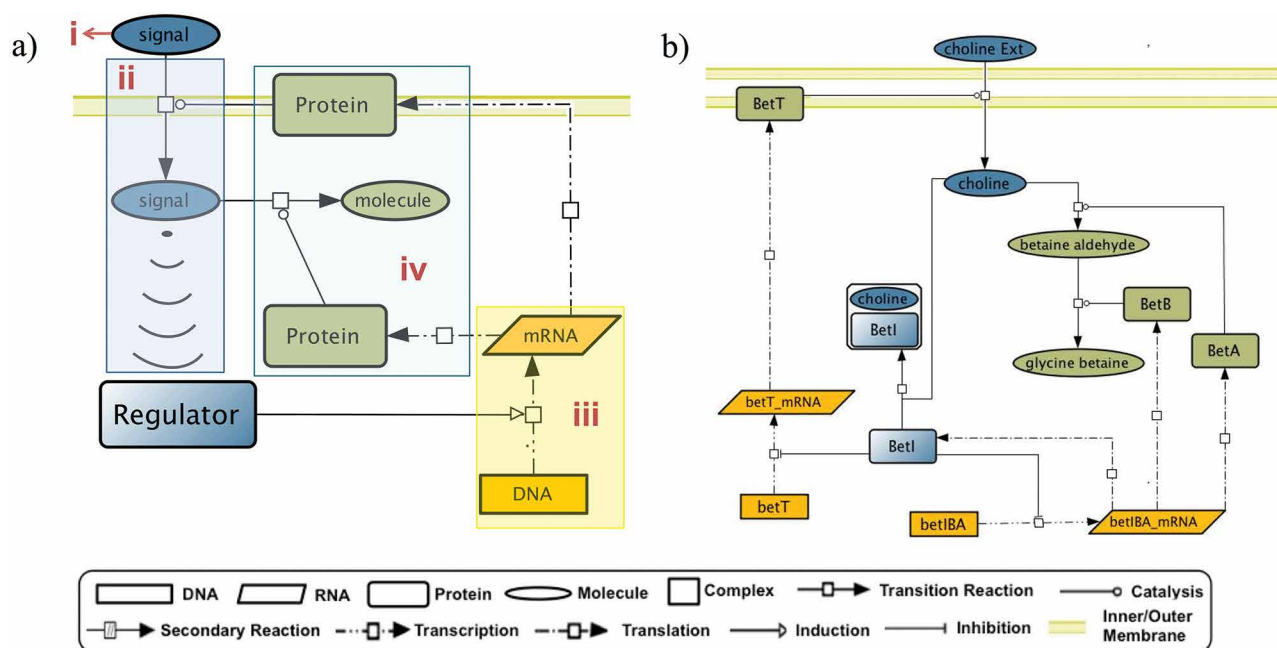 a)
i
signal
ii
Protein
signal
molecule
iv
Protein
mRNA
Regulator
iii
DNA
b)
choline Ext
BetT
choline
betaine aldehyde
choline
BetI
BetB
BetA
glycine betaine
betT_mRNA
BetI
betT
betIBA
betIBA_mRNA
DNA RNA Protein Molecule Complex Transition Reaction Catalysis
Secondary Reaction Transcription Translation Induction Inhibition Inner/Outer
Membrane